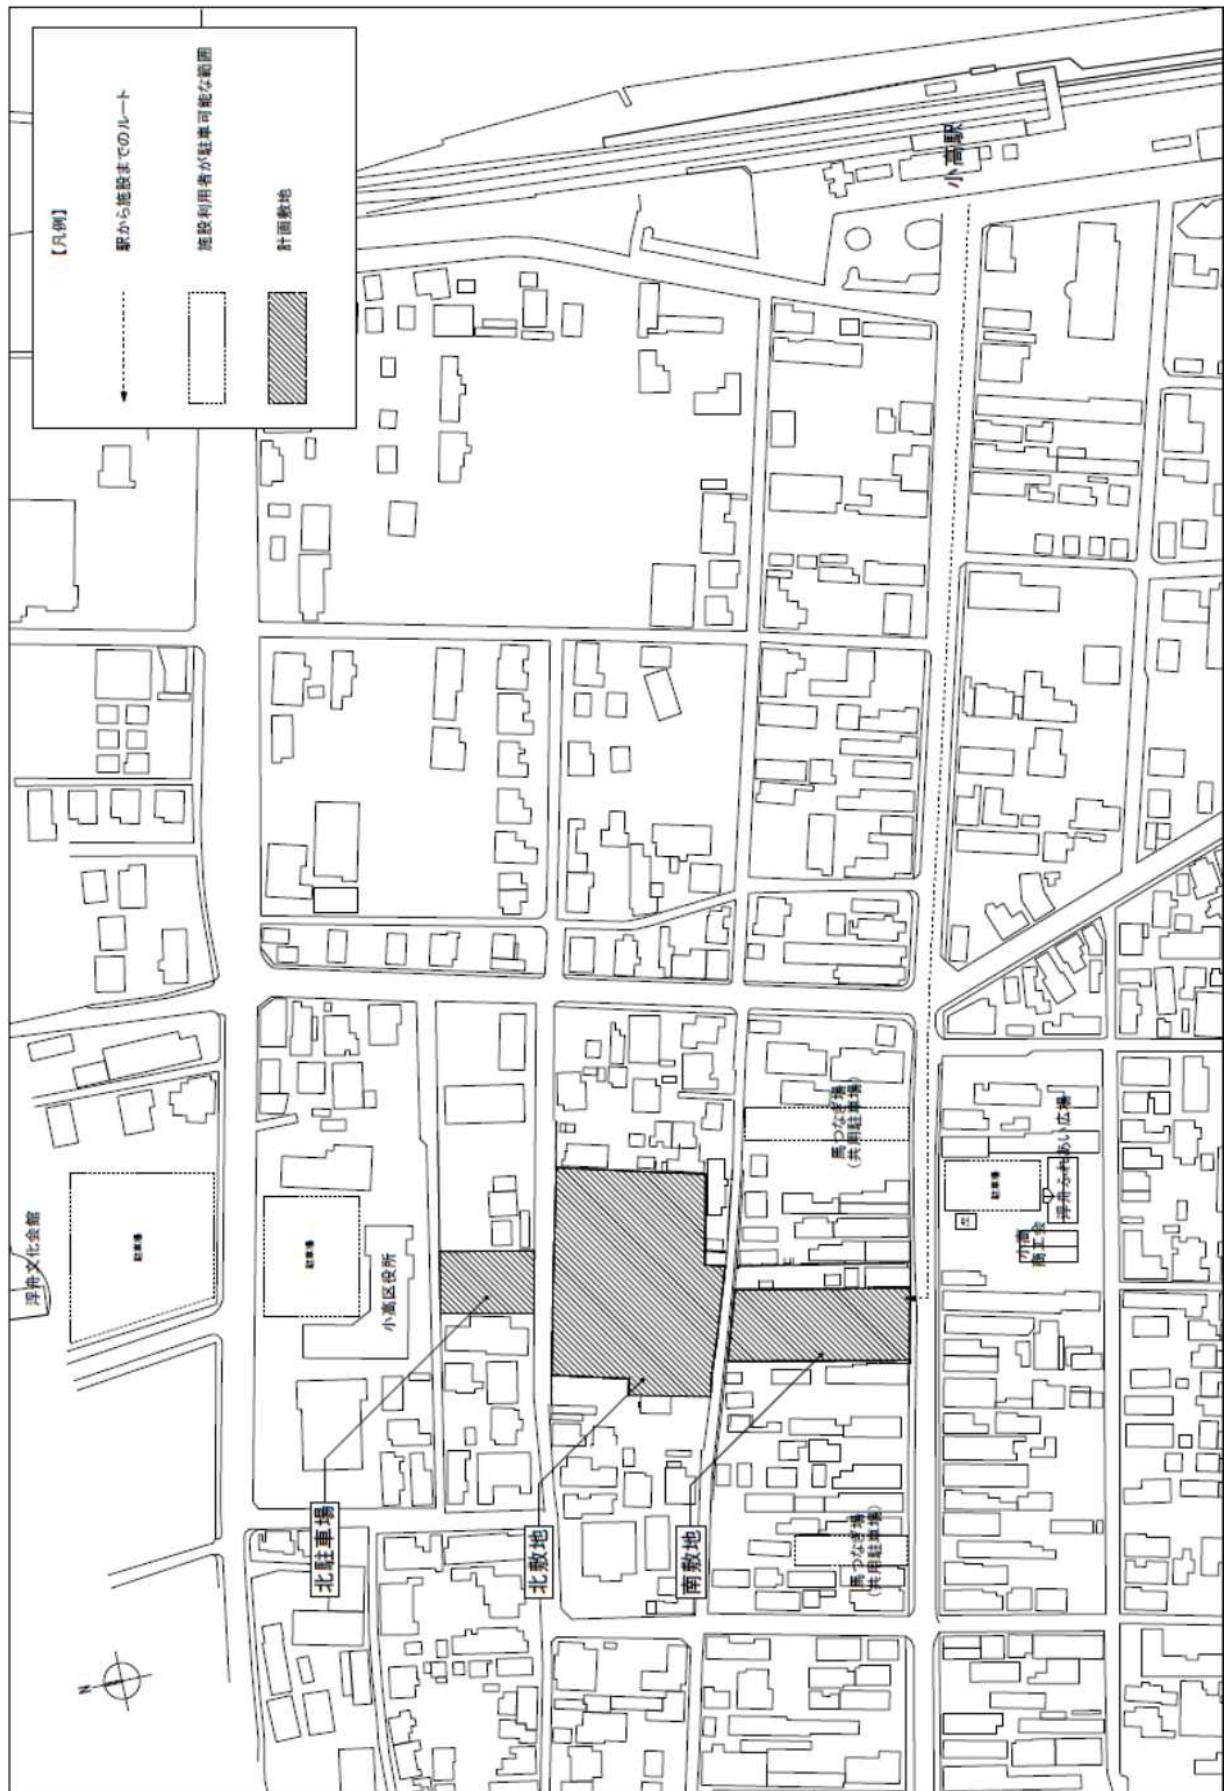 【凡例】
駅から施設までのルート
施設利用者が駐車可能な範囲
計画敷地
小高駅
浮舟文化会館
駐車場
駐車場
小高区役所
北駐車場
北敷地
南敷地
馬つなぎ場
(共用駐車場)
駐車場
浮舟ふれあい広場
小高
商工会
馬つなぎ場
(共用駐車場)
N